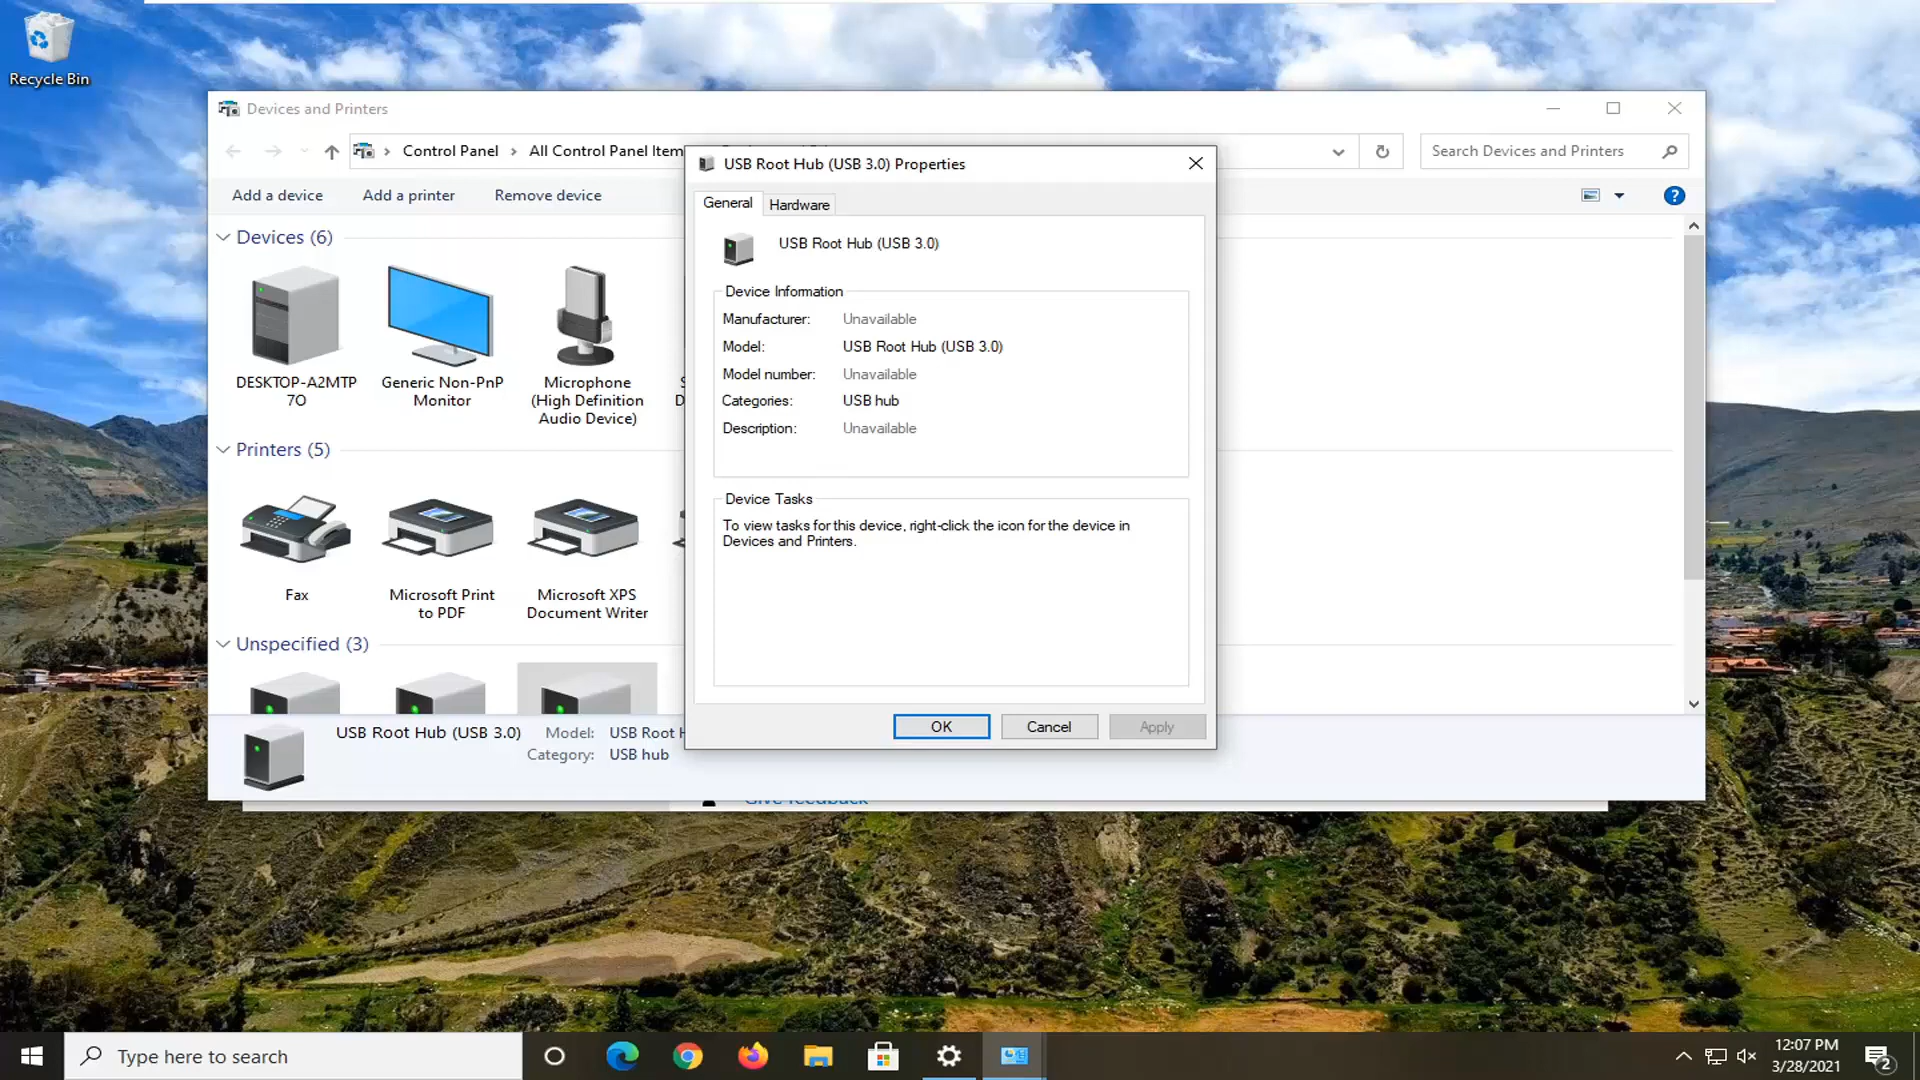 Recycle Bin
Devices and Printers
Control Panel
All Control Panel Item
Search Devices and Printers
Add a device
Add a printer
Remove device
?
Devices (6)
DESKTOP-A2MTP
7O
Generic Non-PnP
Monitor
Microphone
(High Definition
Audio Device)
S
D
Printers (5)
Fax
Microsoft Print
to PDF
Microsoft XPS
Document Writer
Unspecified (3)
USB Root Hub (USB 3.0)
Model: USB Root H
Category: USB hub
USB Root Hub (USB 3.0) Properties
General
Hardware
USB Root Hub (USB 3.0)
Device Information
Manufacturer: Unavailable
Model: USB Root Hub (USB 3.0)
Model number: Unavailable
Categories: USB hub
Description: Unavailable
Device Tasks
To view tasks for this device, right-click the icon for the device in
Devices and Printers.
OK
Cancel
Apply
Give feedback
Type here to search
12:07 PM
3/28/2021
2